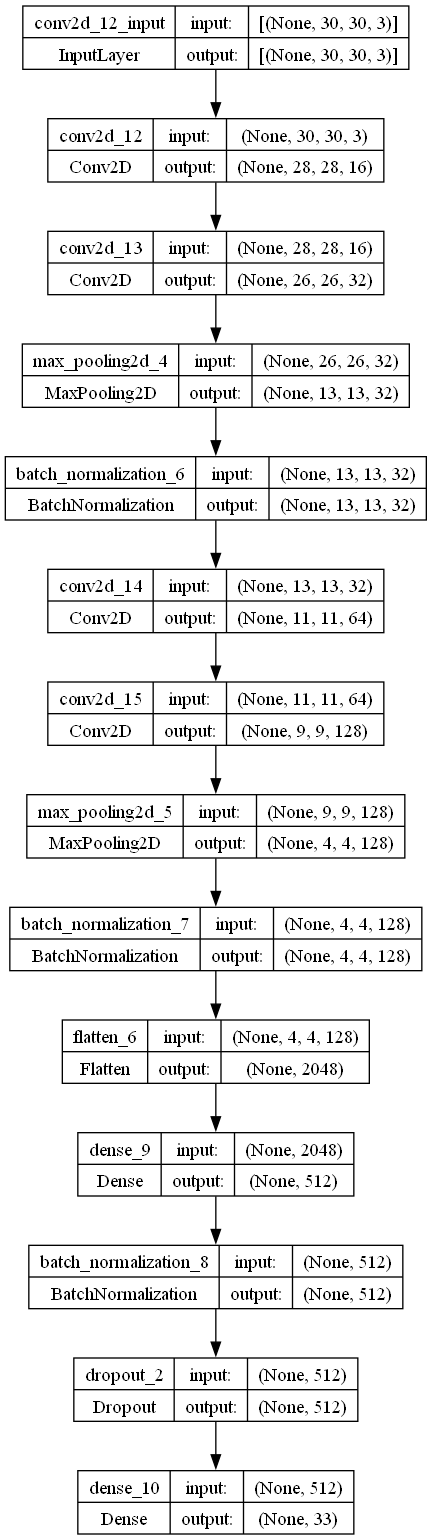 conv2d_12_input input: [(None, 30, 30, 3)]
InputLayer output: [(None, 30, 30, 3)]
conv2d_12 input: (None, 30, 30, 3)
Conv2D output: (None, 28, 28, 16)
conv2d_13 input: (None, 28, 28, 16)
Conv2D output: (None, 26, 26, 32)
max_pooling2d_4 input: (None, 26, 26, 32)
MaxPooling2D output: (None, 13, 13, 32)
batch_normalization_6 input: (None, 13, 13, 32)
BatchNormalization output: (None, 13, 13, 32)
conv2d_14 input: (None, 13, 13, 32)
Conv2D output: (None, 11, 11, 64)
conv2d_15 input: (None, 11, 11, 64)
Conv2D output: (None, 9, 9, 128)
max_pooling2d_5 input: (None, 9, 9, 128)
MaxPooling2D output: (None, 4, 4, 128)
batch_normalization_7 input: (None, 4, 4, 128)
BatchNormalization output: (None, 4, 4, 128)
flatten_6 input: (None, 4, 4, 128)
Flatten output: (None, 2048)
dense_9 input: (None, 2048)
Dense output: (None, 512)
batch_normalization_8 input: (None, 512)
BatchNormalization output: (None, 512)
dropout_2 input: (None, 512)
Dropout output: (None, 512)
dense_10 input: (None, 512)
Dense output: (None, 33)